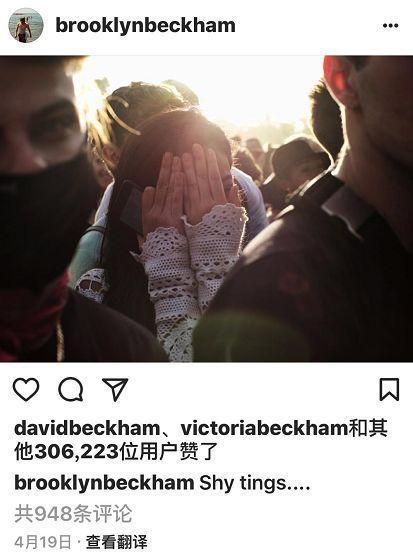 brooklynbeckham
davidbeckham、victoriabeckham和其
他306,223位用户赞了
brooklynbeckham Shy tings....
共948条评论
4月19日 · 查看翻译